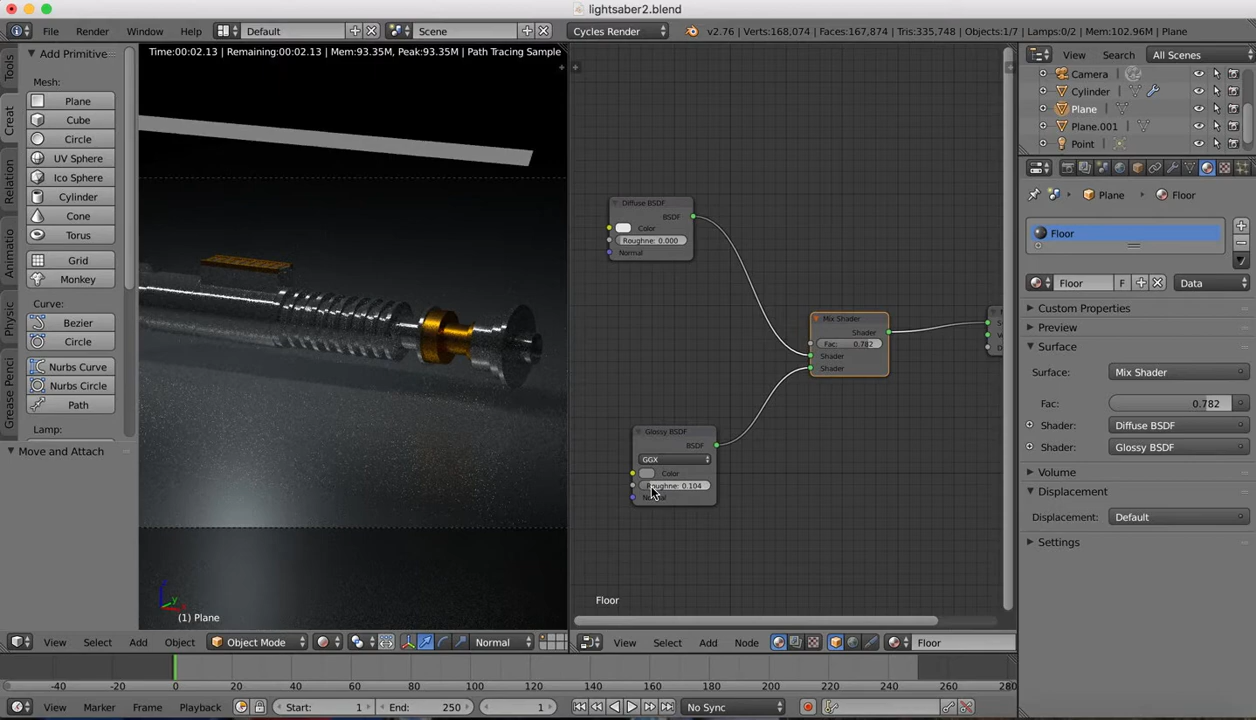 lightsaber2.blend
File Render Window Help Default Scene Cycles Render v2.76 | Verts:168,074 | Faces:167,874 | Tris:335,748 | Objects:1/7 | Lamps:0/2 | Mem:102.96M | Plane
Tools
Creat
Relation
Animatio
Physic
Grease Penci
Add Primitive
Mesh:
Plane
Cube
Circle
UV Sphere
Ico Sphere
Cylinder
Cone
Torus
Grid
Monkey
Curve:
Bezier
Circle
Nurbs Curve
Nurbs Circle
Path
Lamp:
Move and Attach
Time:00:02.13 | Remaining:00:02.13 | Mem:93.35M, Peak:93.35M | Path Tracing Sample
z
y
(1) Plane
Diffuse BSDF
BSDF
Color
Roughne: 0.000
Normal
Mix Shader
Shader
Fac: 0.782
Shader
Shader
Glossy BSDF
BSDF
GGX
Color
Roughne: 0.104
Floor
View Search All Scenes
Camera
Cylinder
Plane
Plane.001
Point
Plane Floor
Floor
Floor F Data
Custom Properties
Preview
Surface
Surface: Mix Shader
Fac: 0.782
Shader: Diffuse BSDF
Shader: Glossy BSDF
Volume
Displacement
Displacement: Default
Settings
View Select Add Object Object Mode Normal
View Select Add Node Floor
-40 -20 0 20 40 60 80 100 120 140 160 180 200 220 240 260 280
View Marker Frame Playback Start: 1 End: 250 1 No Sync